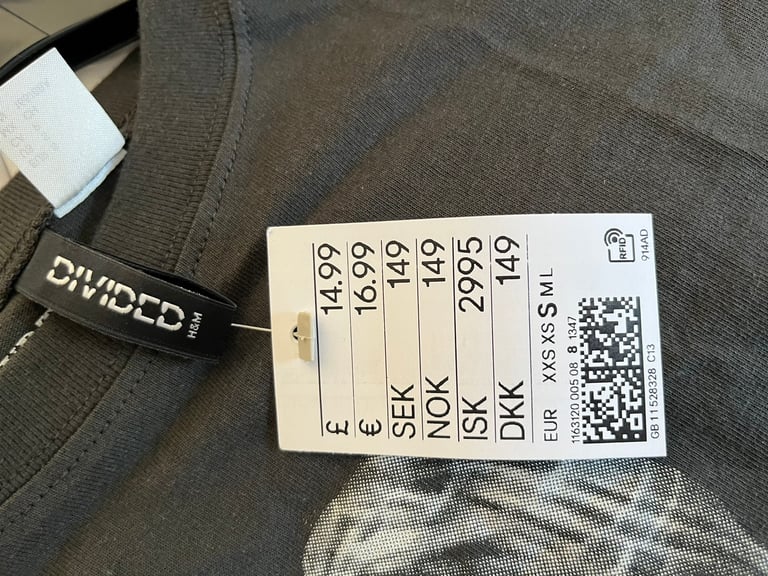 DIVIDED
H&M
£ 14.99
€ 16.99
SEK 149
NOK 149
ISK 2995
DKK 149
EUR XXS XS S M L
1163120 005 08 8 1347
RFID
914AD
GB 11528328 C13